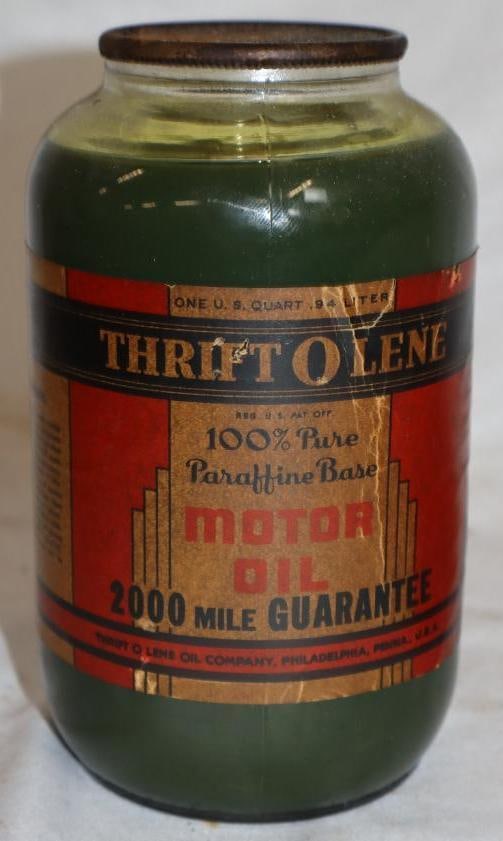 ONE U. S. QUART .94 LITER
THRIFT O LENE
REG. U.S. PAT. OFF.
100% Pure
Paraffine Base
MOTOR
OIL
2000 MILE GUARANTEE
THRIFT O LENE OIL COMPANY, PHILADELPHIA, PENNA., U.S.A.